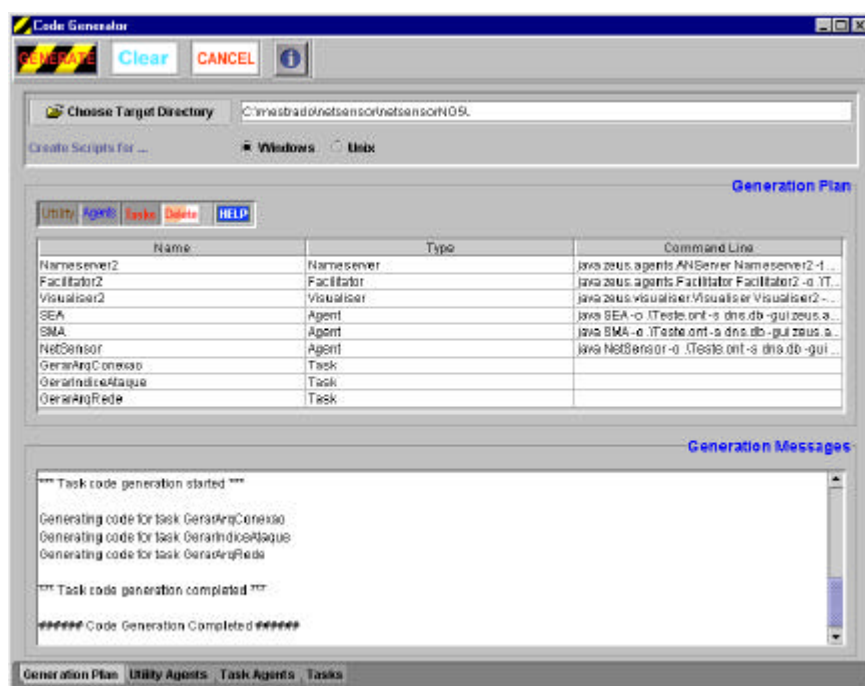 Code Generator
GENERATE Clear CANCEL
Choose Target Directory C:\mestrado\netsensor\netsensorNOS\
Create Scripts for ... Windows Unix
Generation Plan
Utility Agents Tasks Delete HELP
Name Type Command Line
Nameserver2 Nameserver java zeus.agents.ANServer Nameserver2 -t...
Facilitator2 Facilitator java zeus.agents.Facilitator Facilitator2 -o .\T...
Visualiser2 Visualiser java zeus.visualiser.Visualiser Visualiser2 -...
SEA Agent java SEA -o .\Teste.ont -s dns.db -gui zeus.a...
SMA Agent java SMA -o .\Teste.ont -s dns.db -gui zeus.a...
NetSensor Agent java NetSensor -o .\Teste.ont -s dns.db -gui ...
GerarArqConexao Task
GerarIndiceAtaque Task
GerarArqRede Task
Generation Messages
*** Task code generation started ***
Generating code for task GerarArqConexao
Generating code for task GerarIndiceAtaque
Generating code for task GerarArqRede
*** Task code generation completed ***
###### Code Generation Completed ######
Generation Plan Utility Agents Task Agents Tasks